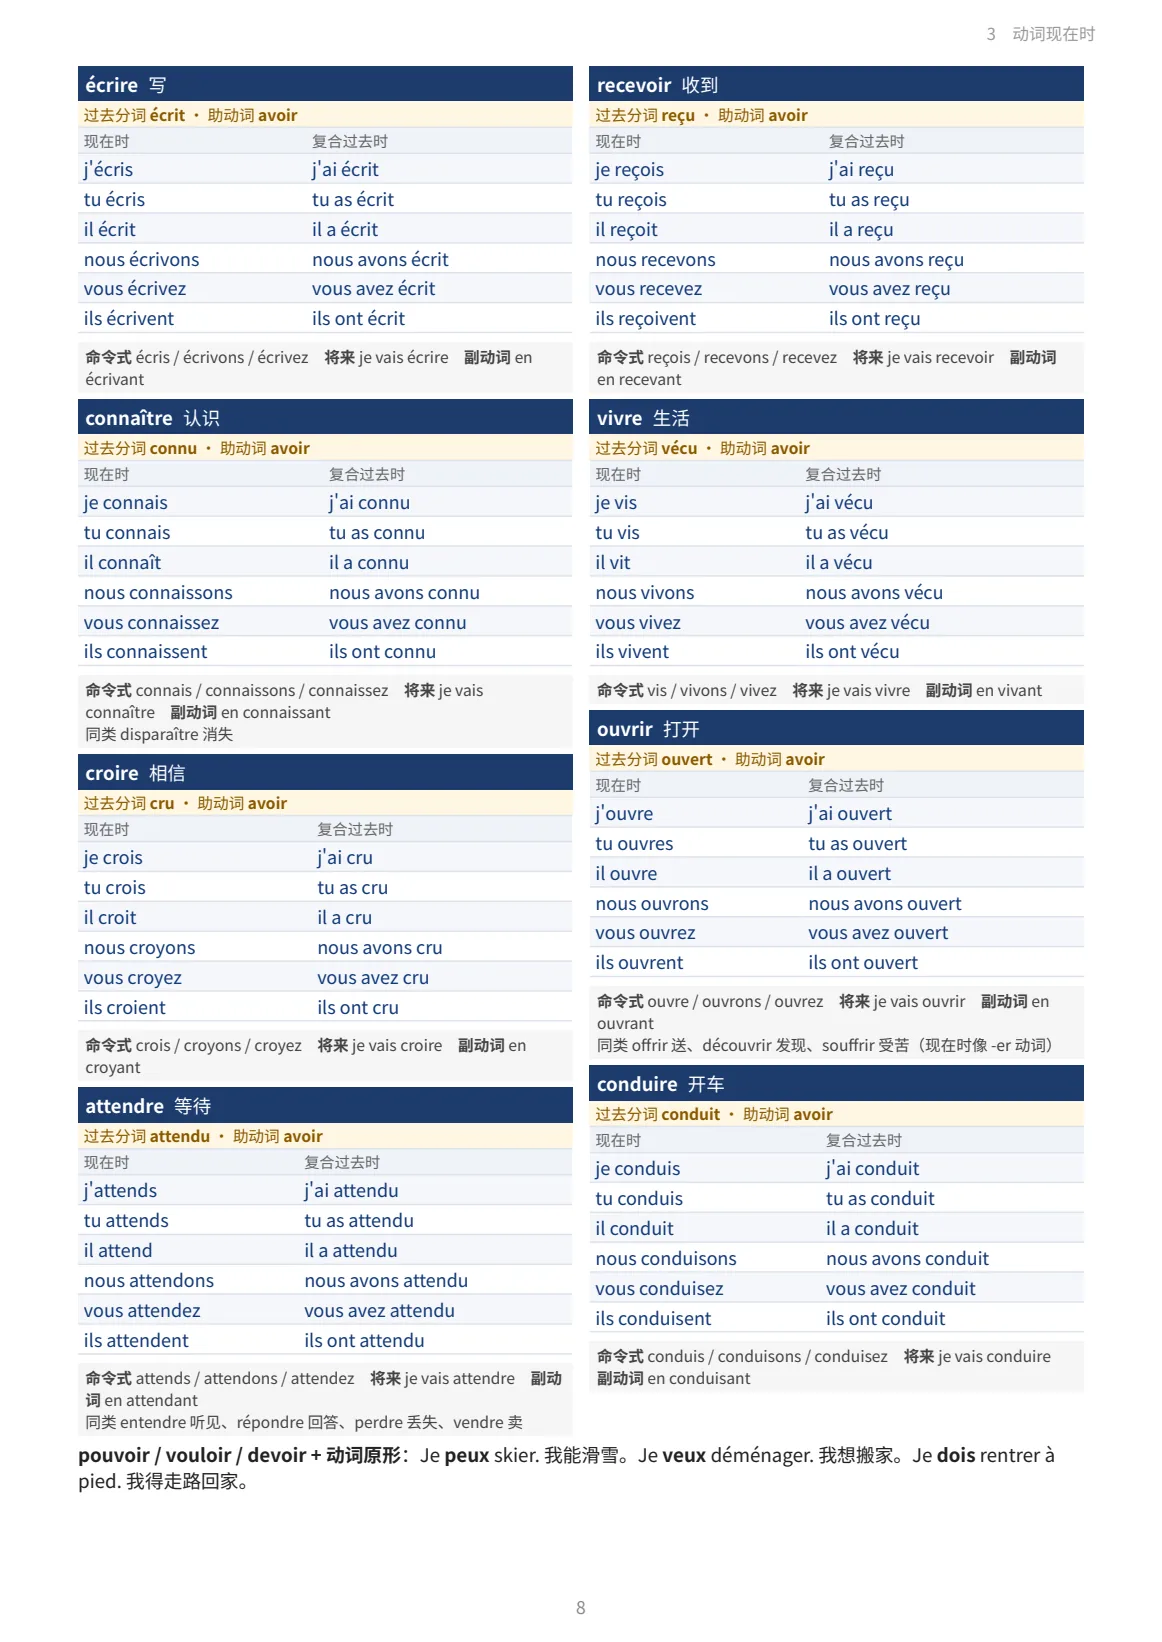 3 动词现在时
écrire 写
过去分词 écrit · 助动词 avoir
现在时 复合过去时
j'écris j'ai écrit
tu écris tu as écrit
il écrit il a écrit
nous écrivons nous avons écrit
vous écrivez vous avez écrit
ils écrivent ils ont écrit
命令式 écris / écrivons / écrivez 将来 je vais écrire 副动词 en
écrivant
connaître 认识
过去分词 connu · 助动词 avoir
现在时 复合过去时
je connais j'ai connu
tu connais tu as connu
il connaît il a connu
nous connaissons nous avons connu
vous connaissez vous avez connu
ils connaissent ils ont connu
命令式 connais / connaissons / connaissez 将来 je vais
connaître 副动词 en connaissant
同类 disparaître 消失
croire 相信
过去分词 cru · 助动词 avoir
现在时 复合过去时
je crois j'ai cru
tu crois tu as cru
il croit il a cru
nous croyons nous avons cru
vous croyez vous avez cru
ils croient ils ont cru
命令式 crois / croyons / croyez 将来 je vais croire 副动词 en
croyant
attendre 等待
过去分词 attendu · 助动词 avoir
现在时 复合过去时
j'attends j'ai attendu
tu attends tu as attendu
il attend il a attendu
nous attendons nous avons attendu
vous attendez vous avez attendu
ils attendent ils ont attendu
命令式 attends / attendons / attendez 将来 je vais attendre 副动
词 en attendant
同类 entendre 听见、répondre 回答、perdre 丢失、vendre 卖
recevoir 收到
过去分词 reçu · 助动词 avoir
现在时 复合过去时
je reçois j'ai reçu
tu reçois tu as reçu
il reçoit il a reçu
nous recevons nous avons reçu
vous recevez vous avez reçu
ils reçoivent ils ont reçu
命令式 reçois / recevons / recevez 将来 je vais recevoir 副动词
en recevant
vivre 生活
过去分词 vécu · 助动词 avoir
现在时 复合过去时
je vis j'ai vécu
tu vis tu as vécu
il vit il a vécu
nous vivons nous avons vécu
vous vivez vous avez vécu
ils vivent ils ont vécu
命令式 vis / vivons / vivez 将来 je vais vivre 副动词 en vivant
ouvrir 打开
过去分词 ouvert · 助动词 avoir
现在时 复合过去时
j'ouvre j'ai ouvert
tu ouvres tu as ouvert
il ouvre il a ouvert
nous ouvrons nous avons ouvert
vous ouvrez vous avez ouvert
ils ouvrent ils ont ouvert
命令式 ouvre / ouvrons / ouvrez 将来 je vais ouvrir 副动词 en
ouvrant
同类 offrir 送、découvrir 发现、souffrir 受苦（现在时像 -er 动词）
conduire 开车
过去分词 conduit · 助动词 avoir
现在时 复合过去时
je conduis j'ai conduit
tu conduis tu as conduit
il conduit il a conduit
nous conduisons nous avons conduit
vous conduisez vous avez conduit
ils conduisent ils ont conduit
命令式 conduis / conduisons / conduisez 将来 je vais conduire
副动词 en conduisant
pouvoir / vouloir / devoir + 动词原形：Je peux skier. 我能滑雪。Je veux déménager. 我想搬家。Je dois rentrer à
pied. 我得走路回家。
8